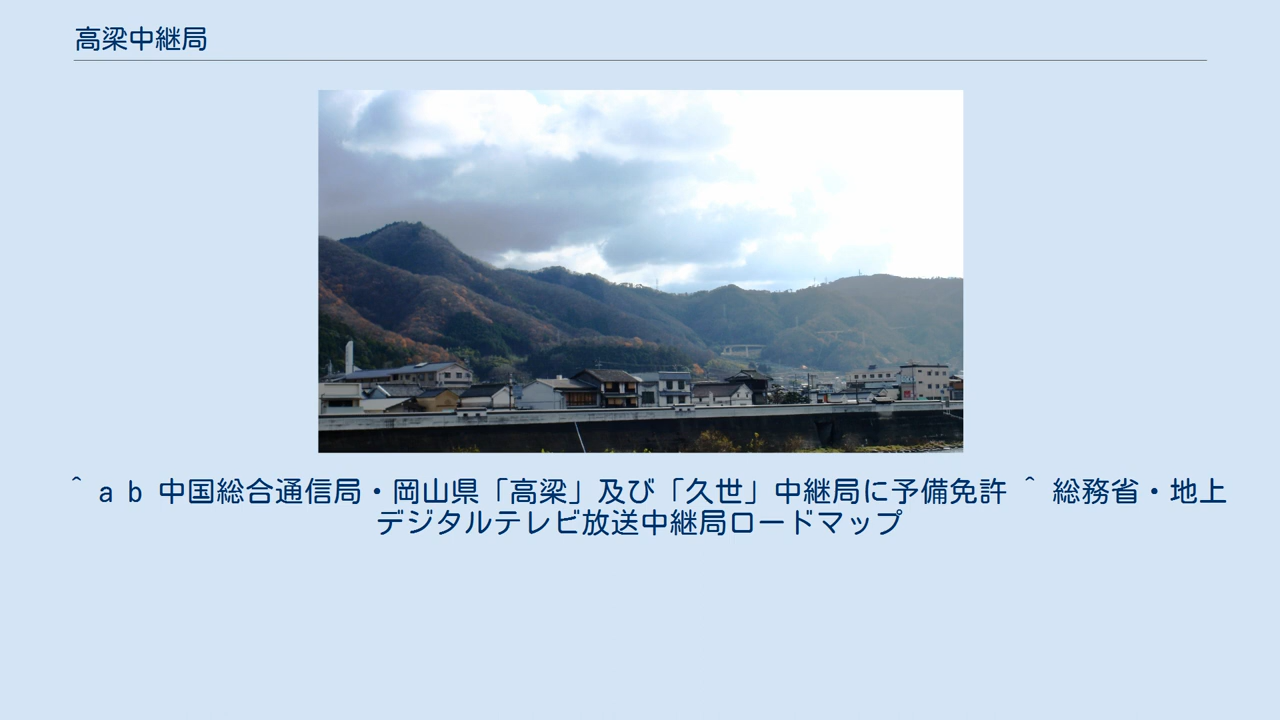 高梁中継局
^ a b 中国総合通信局・岡山県「高梁」及び「久世」中継局に予備免許 ^ 総務省・地上
デジタルテレビ放送中継局ロードマップ